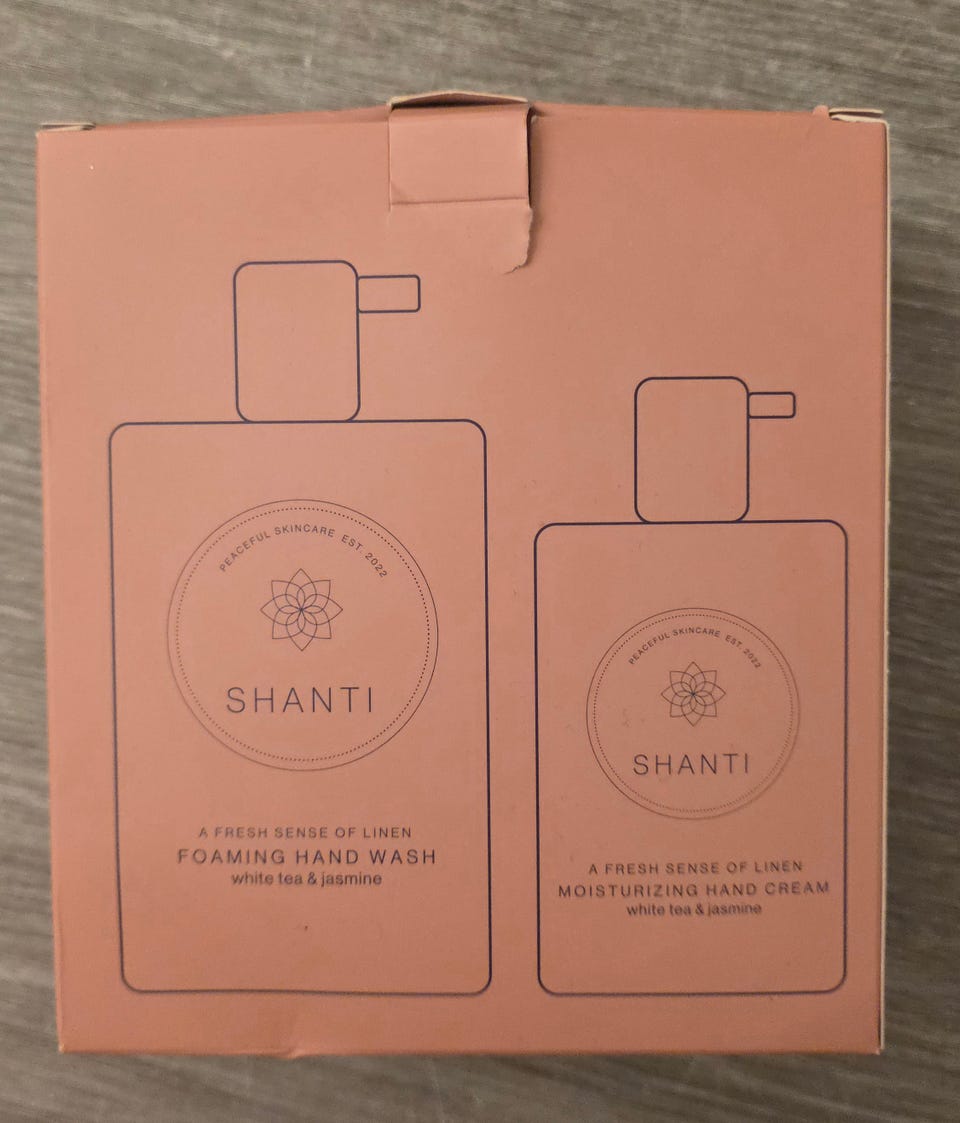 PEACEFUL SKINCARE EST. 2022
SHANTI
A FRESH SENSE OF LINEN
FOAMING HAND WASH
white tea & jasmine
PEACEFUL SKINCARE EST. 2022
SHANTI
A FRESH SENSE OF LINEN
MOISTURIZING HAND CREAM
white tea & jasmine